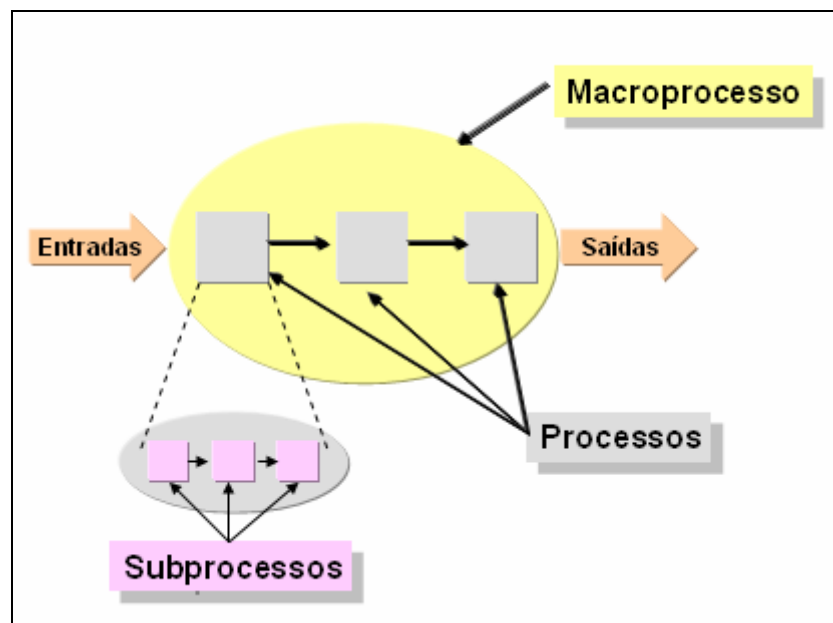 Macroprocesso
Entradas
Saídas
Processos
Subprocessos